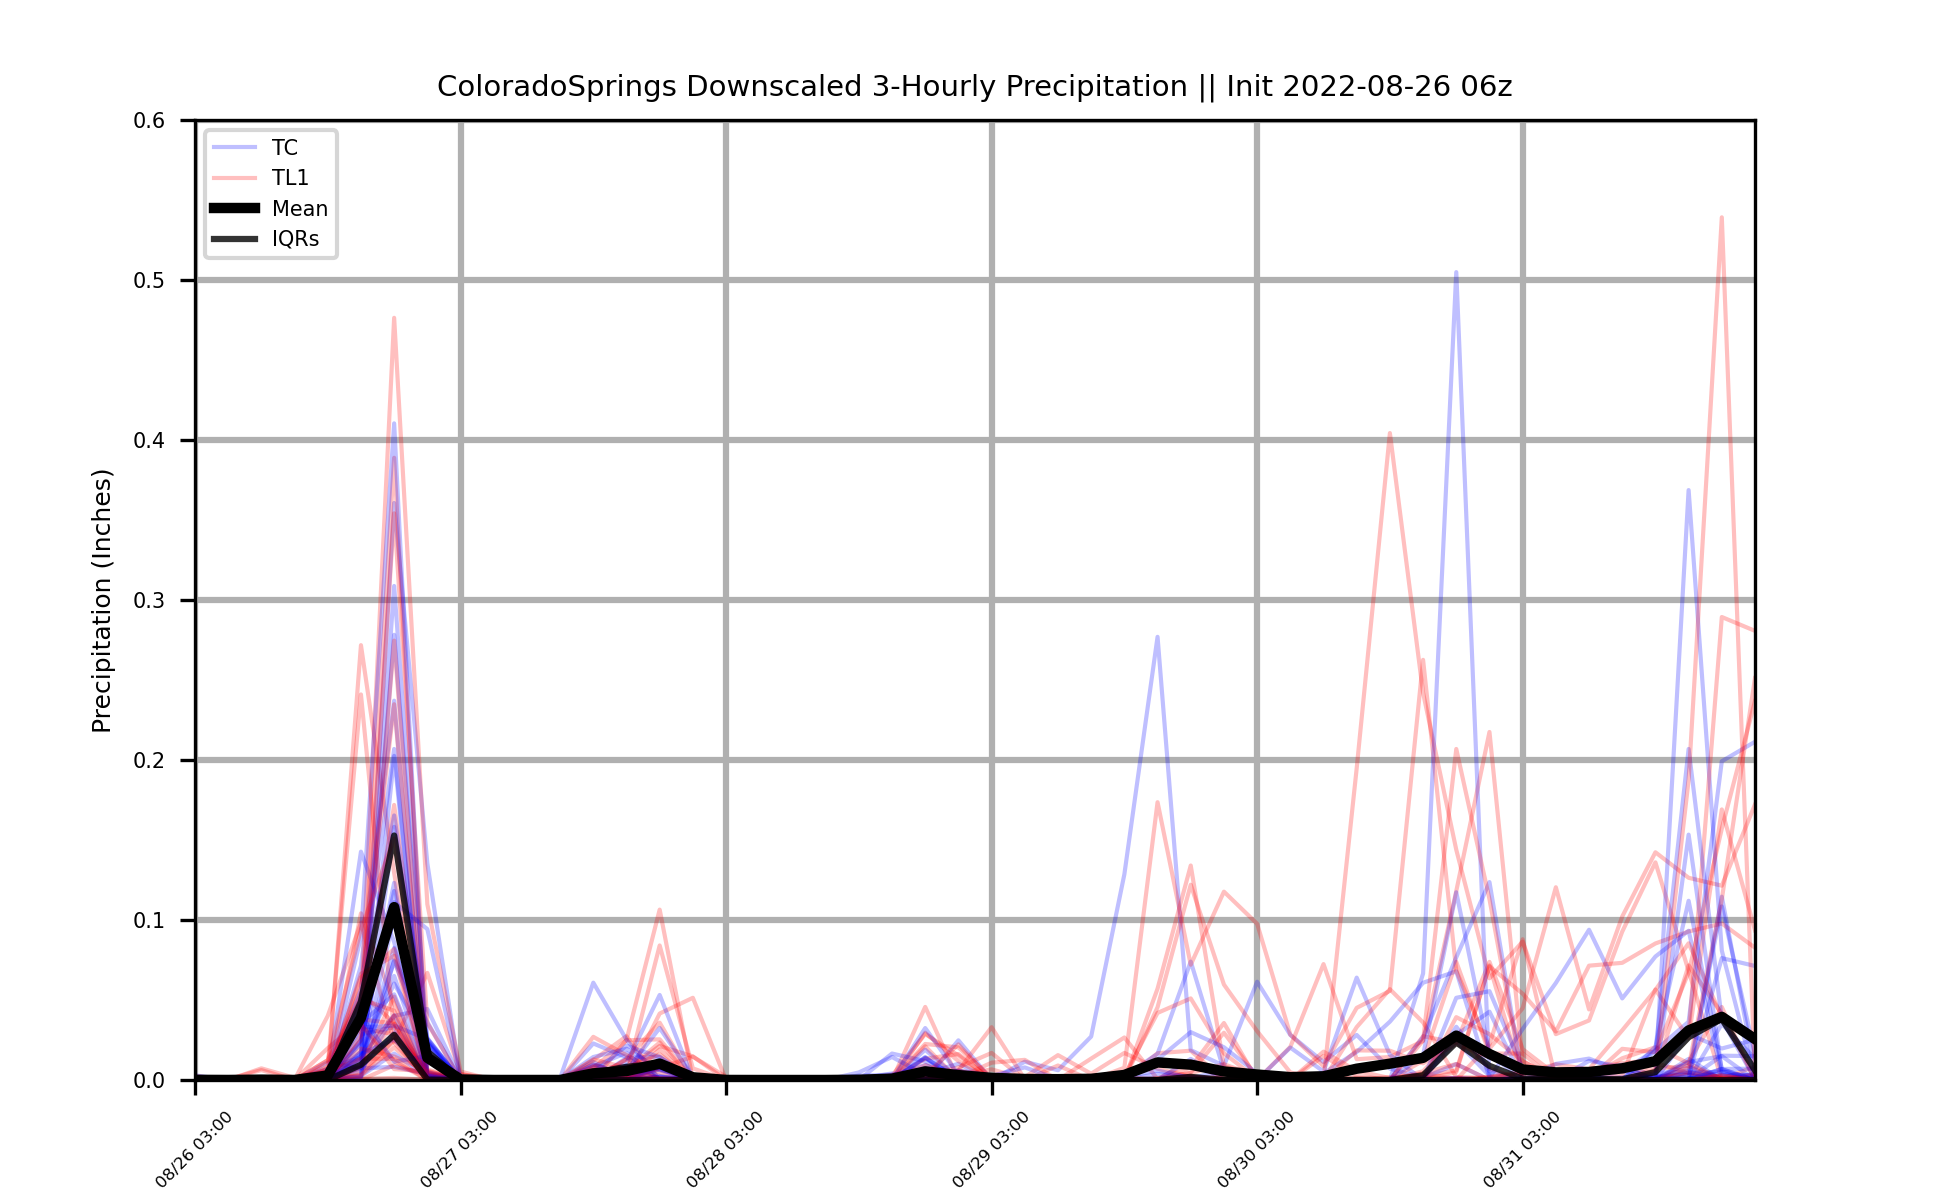 ColoradoSprings Downscaled 3-Hourly Precipitation || Init 2022-08-26 06z
TC
TL1
Mean
IQRs
Precipitation (Inches)
0.6
0.5
0.4
0.3
0.2
0.1
0.0
08/26 03:00
08/27 03:00
08/28 03:00
08/29 03:00
08/30 03:00
08/31 03:00